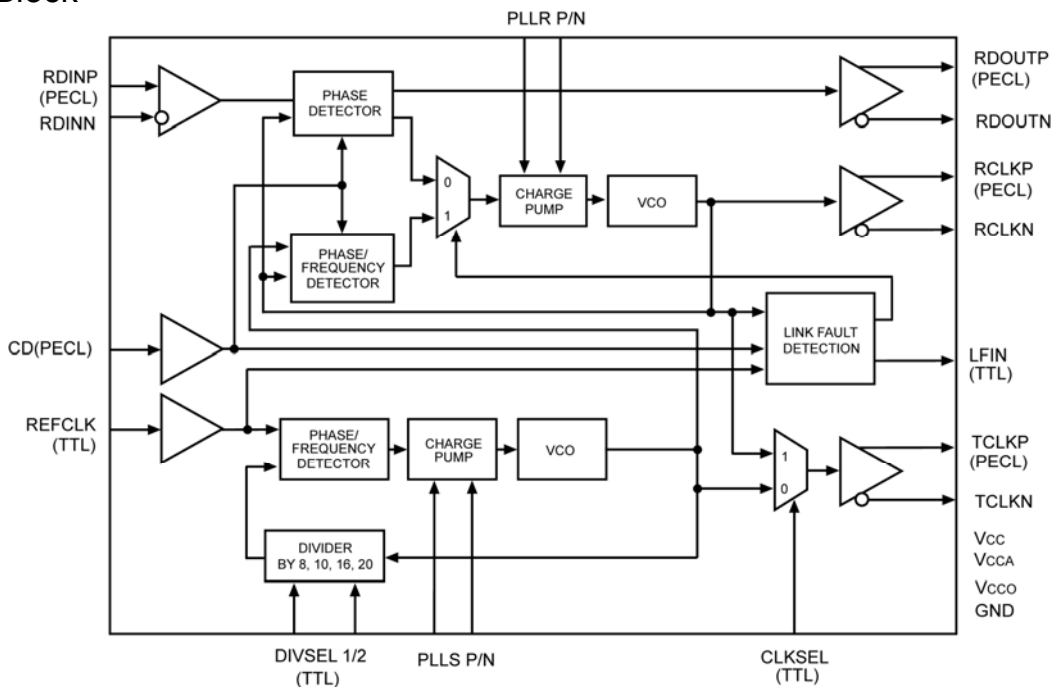 PLLR P/N
RDINP
(PECL)
RDINN
PHASE
DETECTOR
RDOUTP
(PECL)
RDOUTN
0
1
CHARGE
PUMP
VCO
RCLKP
(PECL)
RCLKN
PHASE/
FREQUENCY
DETECTOR
CD(PECL)
LINK FAULT
DETECTION
LFIN
(TTL)
REFCLK
(TTL)
PHASE/
FREQUENCY
DETECTOR
CHARGE
PUMP
VCO
1
0
TCLKP
(PECL)
TCLKN
DIVIDER
BY 8, 10, 16, 20
VCC
VCCA
VCCO
GND
DIVSEL 1/2
(TTL)
PLLS P/N
CLKSEL
(TTL)